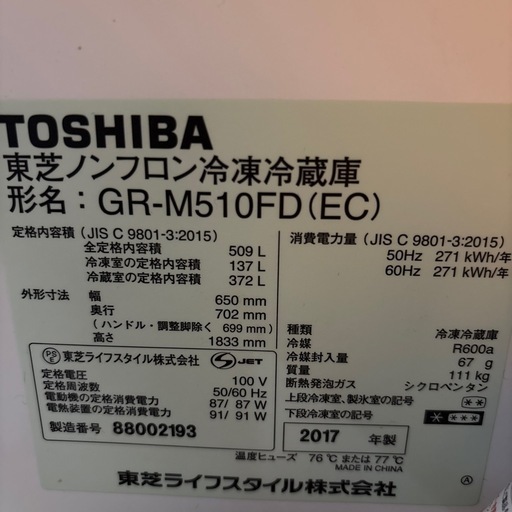 TOSHIBA
東芝ノンフロン冷凍冷蔵庫
形名：GR-M510FD(EC)
定格内容積（JIS C 9801-3:2015）
全定格内容積 509 L
冷凍室の定格内容積 137 L
冷蔵室の定格内容積 372 L
外形寸法 幅 650 mm
奥行 702 mm
（ハンドル・調整脚除く 699 mm）
高さ 1833 mm
PS E 東芝ライフスタイル株式会社 S JET
定格電圧 100 V
定格周波数 50/60 Hz
電動機の定格消費電力 87/ 87 W
電熱装置の定格消費電力 91/ 91 W
製造番号 88002193
消費電力量（JIS C 9801-3:2015）
50Hz 271 kWh/年
60Hz 271 kWh/年
種類 冷凍冷蔵庫
冷媒 R600a
冷媒封入量 67 g
質量 111 kg
断熱発泡ガス シクロペンタン
上段冷凍室、製氷室の記号 **
下段冷凍室の記号 ****
2017 年製
温度ヒューズ 76℃ または 77℃
MADE IN CHINA
東芝ライフスタイル株式会社 Ⓐ